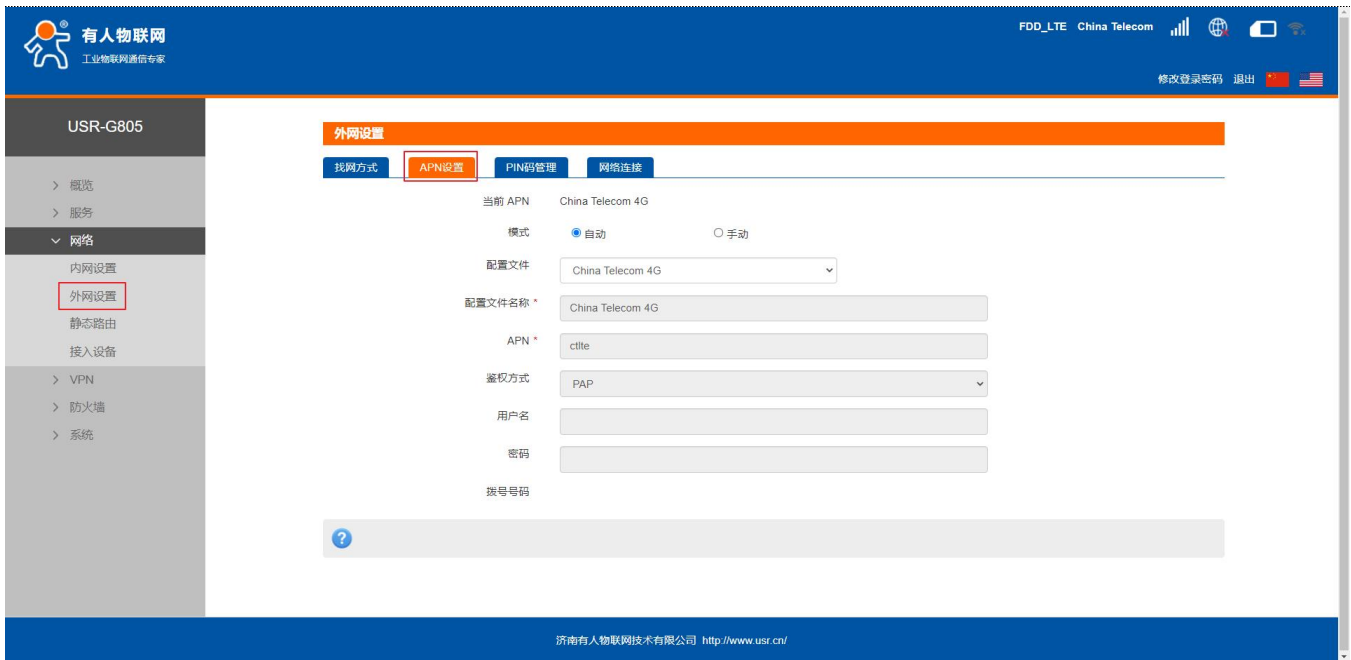 有人物联网
®
工业物联网通信专家
FDD_LTE China Telecom
修改登录密码 退出
USR-G805
概览
服务
网络
内网设置
外网设置
静态路由
接入设备
VPN
防火墙
系统
外网设置
找网方式 APN设置 PIN码管理 网络连接
当前 APN China Telecom 4G
模式 自动 手动
配置文件 China Telecom 4G
配置文件名称 * China Telecom 4G
APN * ctlte
鉴权方式 PAP
用户名
密码
拨号号码
?
济南有人物联网技术有限公司 http://www.usr.cn/